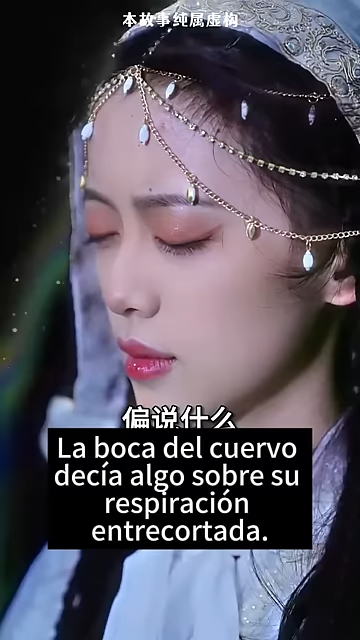 本故事纯属虚构
偏说什么
La boca del cuervo
decía algo sobre su
respiración
entrecortada.